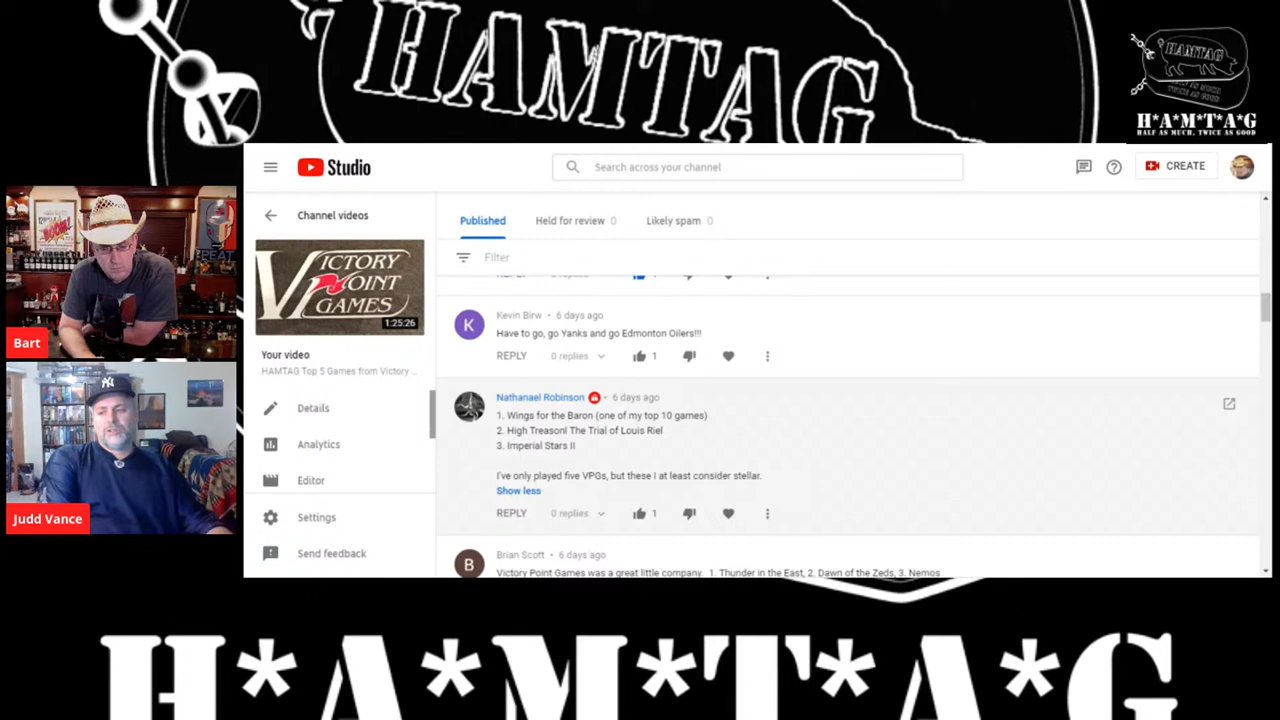 HAMTAG
HAMTAG
HALF AS MUCH
TWICE AS GOOD
H*A*M*T*A*G
HALF AS MUCH, TWICE AS GOOD
Studio
Search across your channel
CREATE
Channel videos
VICTORY
POINT
GAMES
1:25:26
Your video
HAMTAG Top 5 Games from Victory ...
Details
Analytics
Editor
Settings
Send feedback
Published
Held for review 0
Likely spam 0
Filter
Kevin Birw • 6 days ago
Have to go, go Yanks and go Edmonton Oilers!!!
REPLY 0 replies 1
Nathanael Robinson • 6 days ago
1. Wings for the Baron (one of my top 10 games)
2. High Treason! The Trial of Louis Riel
3. Imperial Stars II
I've only played five VPGs, but these I at least consider stellar.
Show less
REPLY 0 replies 1
Brian Scott • 6 days ago
Victory Point Games was a great little company. 1. Thunder in the East, 2. Dawn of the Zeds, 3. Nemos
Bart
Judd Vance
H*A*M*T*A*G